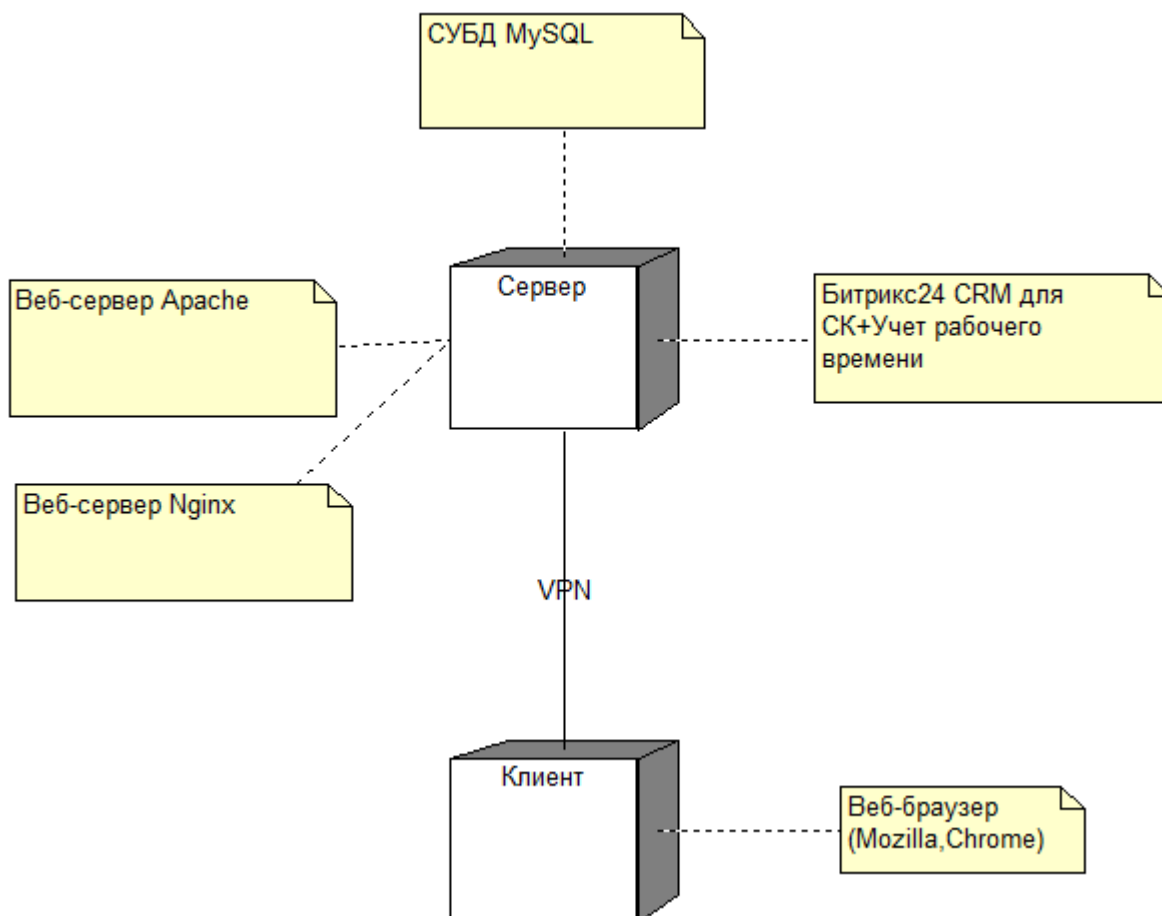 СУБД MySQL
Сервер
Веб-сервер Apache
Битрикс24 CRM для
СК+Учет рабочего
времени
Веб-сервер Nginx
VPN
Клиент
Веб-браузер
(Mozilla,Chrome)